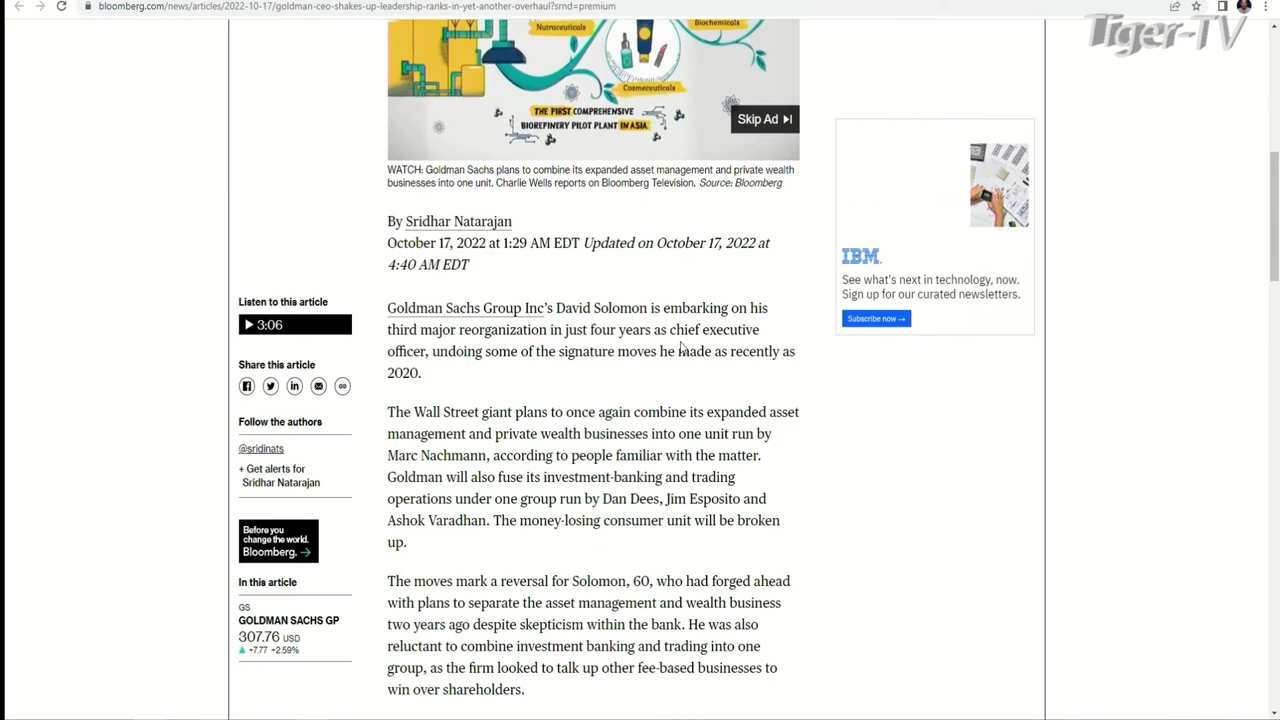 bloomberg.com/news/articles/2022-10-17/goldman-ceo-shakes-up-leadership-ranks-in-yet-another-overhaul?srnd=premium
Tiger-TV
Nutraceuticals
Biochemicals
Cosmeceuticals
THE FIRST COMPREHENSIVE
BIOREFINERY PILOT PLANT IN ASIA
Skip Ad
WATCH: Goldman Sachs plans to combine its expanded asset management and private wealth
businesses into one unit. Charlie Wells reports on Bloomberg Television. Source: Bloomberg
By Sridhar Natarajan
October 17, 2022 at 1:29 AM EDT Updated on October 17, 2022 at
4:40 AM EDT
Listen to this article
3:06
Share this article
Follow the authors
@sridinats
+ Get alerts for
Sridhar Natarajan
Before you
change the world.
Bloomberg. →
In this article
GS
GOLDMAN SACHS GP
307.76 USD
▲ +7.77 +2.59%
Goldman Sachs Group Inc's David Solomon is embarking on his
third major reorganization in just four years as chief executive
officer, undoing some of the signature moves he made as recently as
2020.
The Wall Street giant plans to once again combine its expanded asset
management and private wealth businesses into one unit run by
Marc Nachmann, according to people familiar with the matter.
Goldman will also fuse its investment-banking and trading
operations under one group run by Dan Dees, Jim Esposito and
Ashok Varadhan. The money-losing consumer unit will be broken
up.
The moves mark a reversal for Solomon, 60, who had forged ahead
with plans to separate the asset management and wealth business
two years ago despite skepticism within the bank. He was also
reluctant to combine investment banking and trading into one
group, as the firm looked to talk up other fee-based businesses to
win over shareholders.
IBM
See what's next in technology, now.
Sign up for our curated newsletters.
Subscribe now →